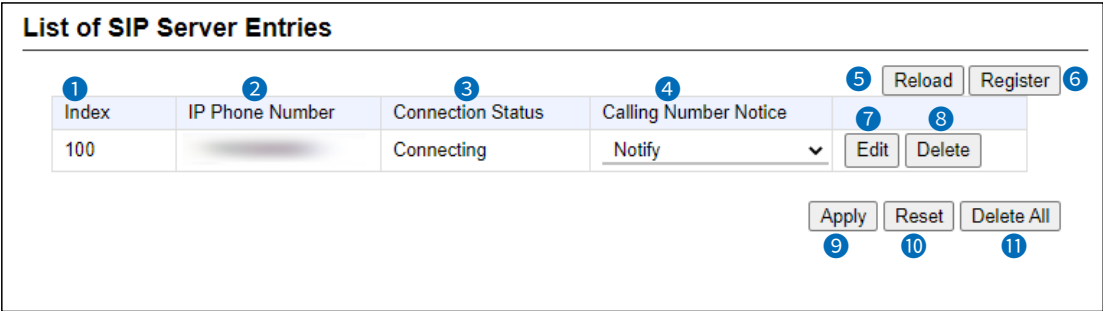 List of SIP Server Entries
5 Reload Register 6
1 2 3 4
Index IP Phone Number Connection Status Calling Number Notice
7 8
100 Connecting Notify Edit Delete
Apply Reset Delete All
9 10 11